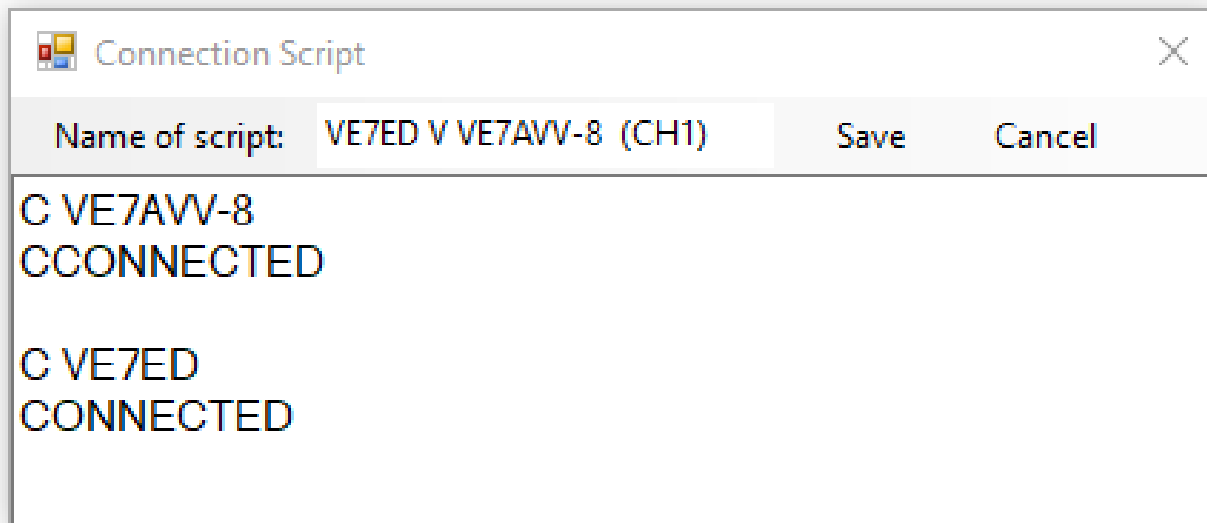 Connection Script
Name of script: VE7ED V VE7AVV-8 (CH1) Save Cancel
C VE7AVV-8
CCONNECTED
C VE7ED
CONNECTED